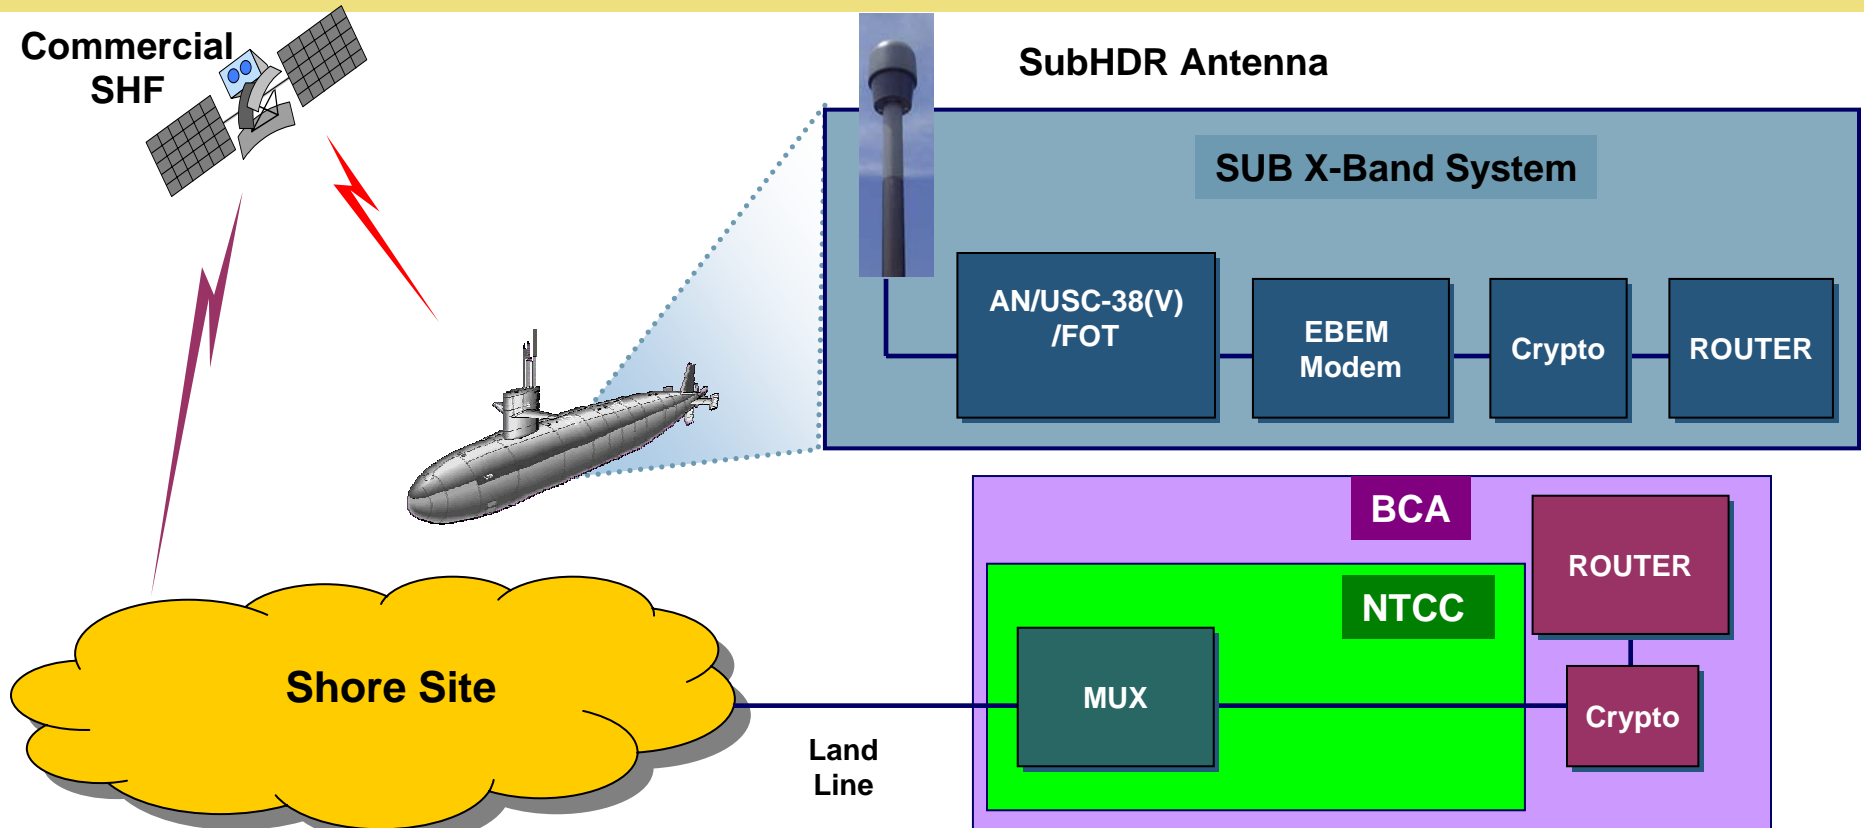 Commercial
SHF
SubHDR Antenna
SUB X-Band System
AN/USC-38(V)
/FOT
EBEM
Modem
Crypto
ROUTER
BCA
NTCC
ROUTER
MUX
Crypto
Shore Site
Land
Line